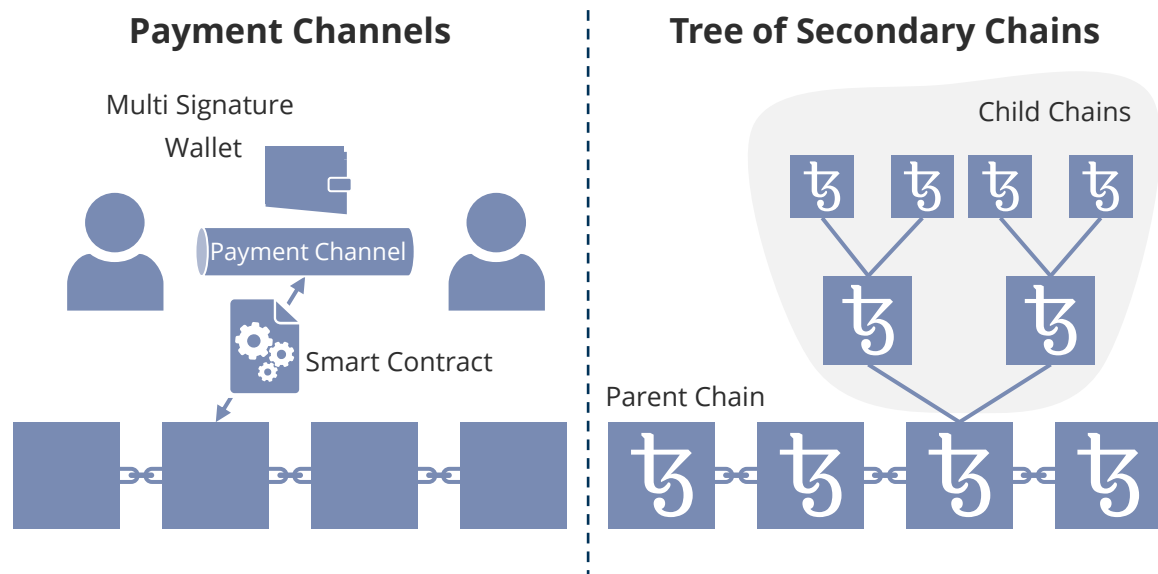 Payment Channels
Multi Signature
Wallet
Payment Channel
Smart Contract
Tree of Secondary Chains
Child Chains
ꜩ ꜩ ꜩ ꜩ
ꜩ ꜩ
Parent Chain
ꜩ ꜩ ꜩ ꜩ